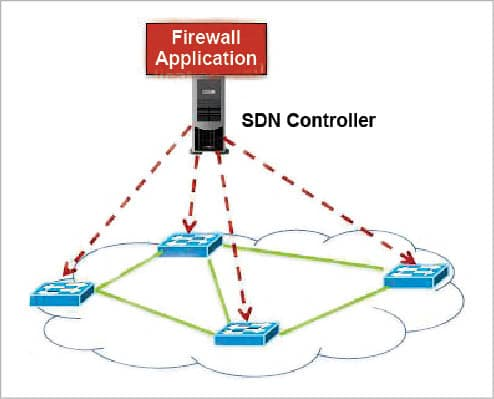 Firewall
Application
SDN Controller